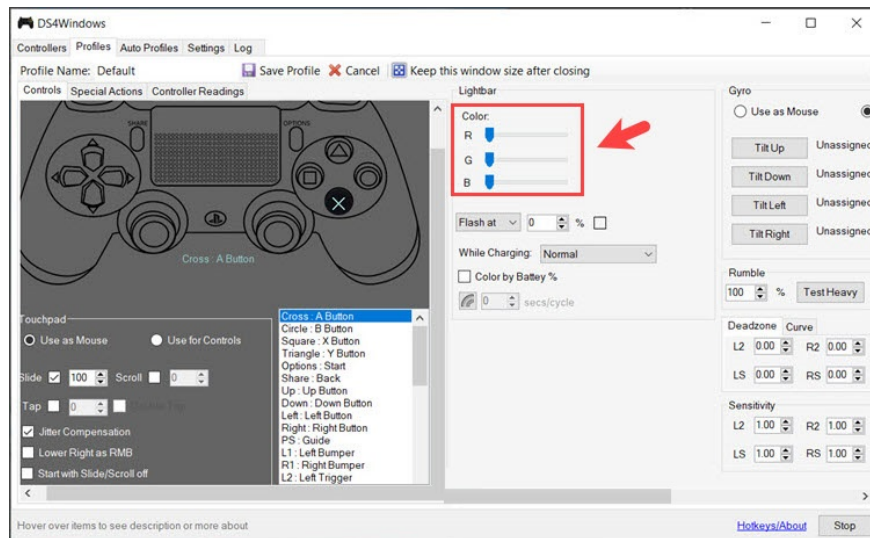 DS4Windows
Controllers Profiles Auto Profiles Settings Log
Profile Name: Default Save Profile Cancel Keep this window size after closing
Controls Special Actions Controller Readings
SHARE OPTIONS
Cross : A Button
Touchpad
Use as Mouse Use for Controls
Slide 100 Scroll 0
Tap 0
Jitter Compensation
Lower Right as RMB
Start with Slide/Scroll off
Cross : A Button
Circle : B Button
Square : X Button
Triangle : Y Button
Options : Start
Share : Back
Up : Up Button
Down : Down Button
Left : Left Button
Right : Right Button
PS : Guide
L1 : Left Bumper
R1 : Right Bumper
L2 : Left Trigger
Lightbar
Color:
R
G
B
Flash at 0 %
While Charging: Normal
Color by Battey %
0 secs/cycle
Gyro
Use as Mouse
Tilt Up Unassigned
Tilt Down Unassigned
Tilt Left Unassigned
Tilt Right Unassigned
Rumble
100 % Test Heavy
Deadzone Curve
L2 0.00 R2 0.00
LS 0.00 RS 0.00
Sensitivity
L2 1.00 R2 1.00
LS 1.00 RS 1.00
Hover over items to see description or more about Hotkeys/About Stop